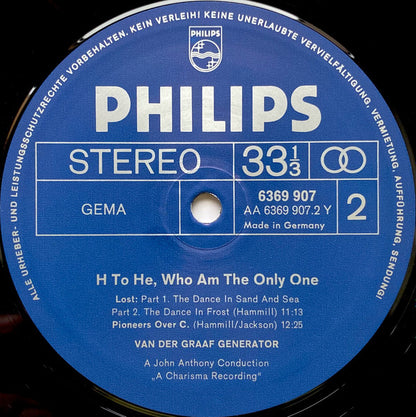 ALLE URHEBER- UND LEISTUNGSSCHUTZRECHTE VORBEHALTEN. KEIN VERLEIH! KEINE UNERLAUBTE VERVIELFÄLTIGUNG, VERMIETUNG, AUFFÜHRUNG, SENDUNG!
PHILIPS
PHILIPS
STEREO 33 1/3
GEMA
6369 907
AA 6369 907.2 Y
Made in Germany
2
H To He, Who Am The Only One
Lost: Part 1. The Dance In Sand And Sea
Part 2. The Dance In Frost (Hammill) 11:13
Pioneers Over C. (Hammill/Jackson) 12:25
VAN DER GRAAF GENERATOR
A John Anthony Conduction
„A Charisma Recording"